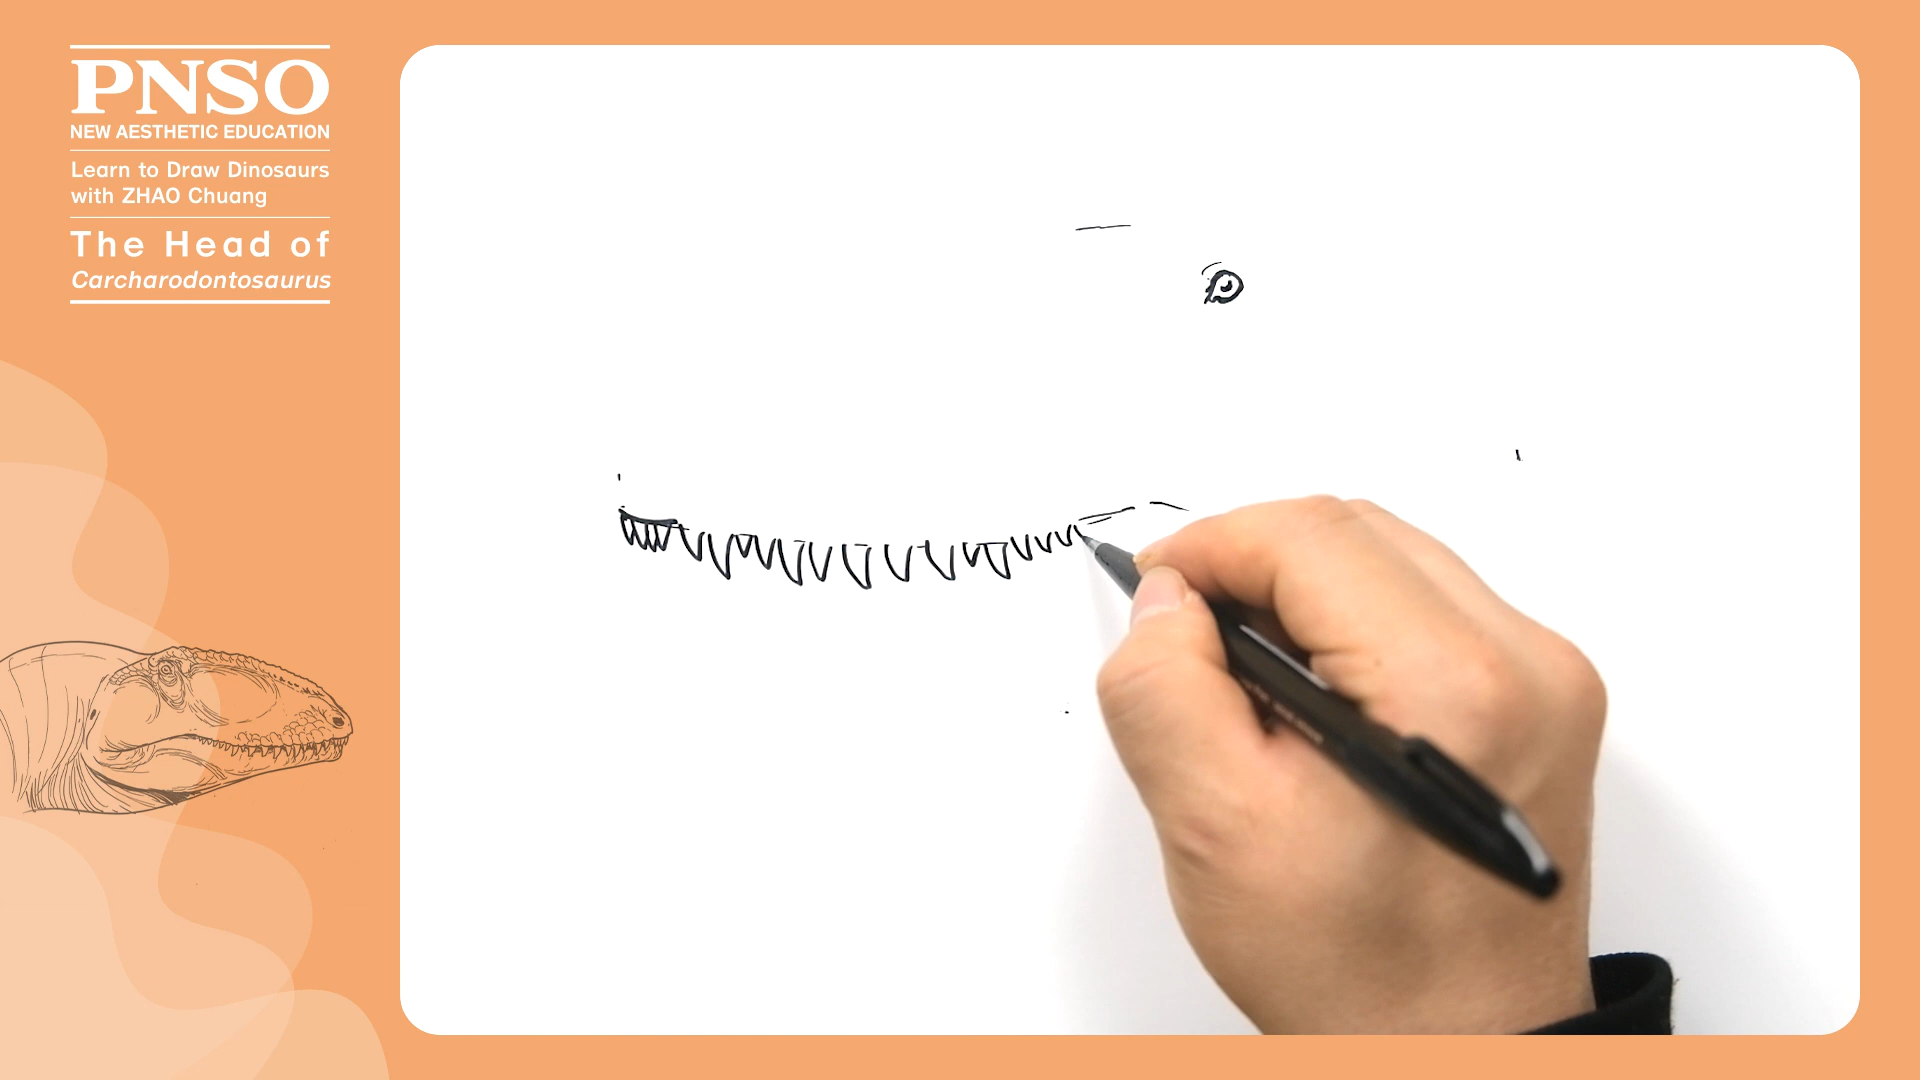 PNSO
NEW AESTHETIC EDUCATION
Learn to Draw Dinosaurs
with ZHAO Chuang
The Head of
Carcharodontosaurus